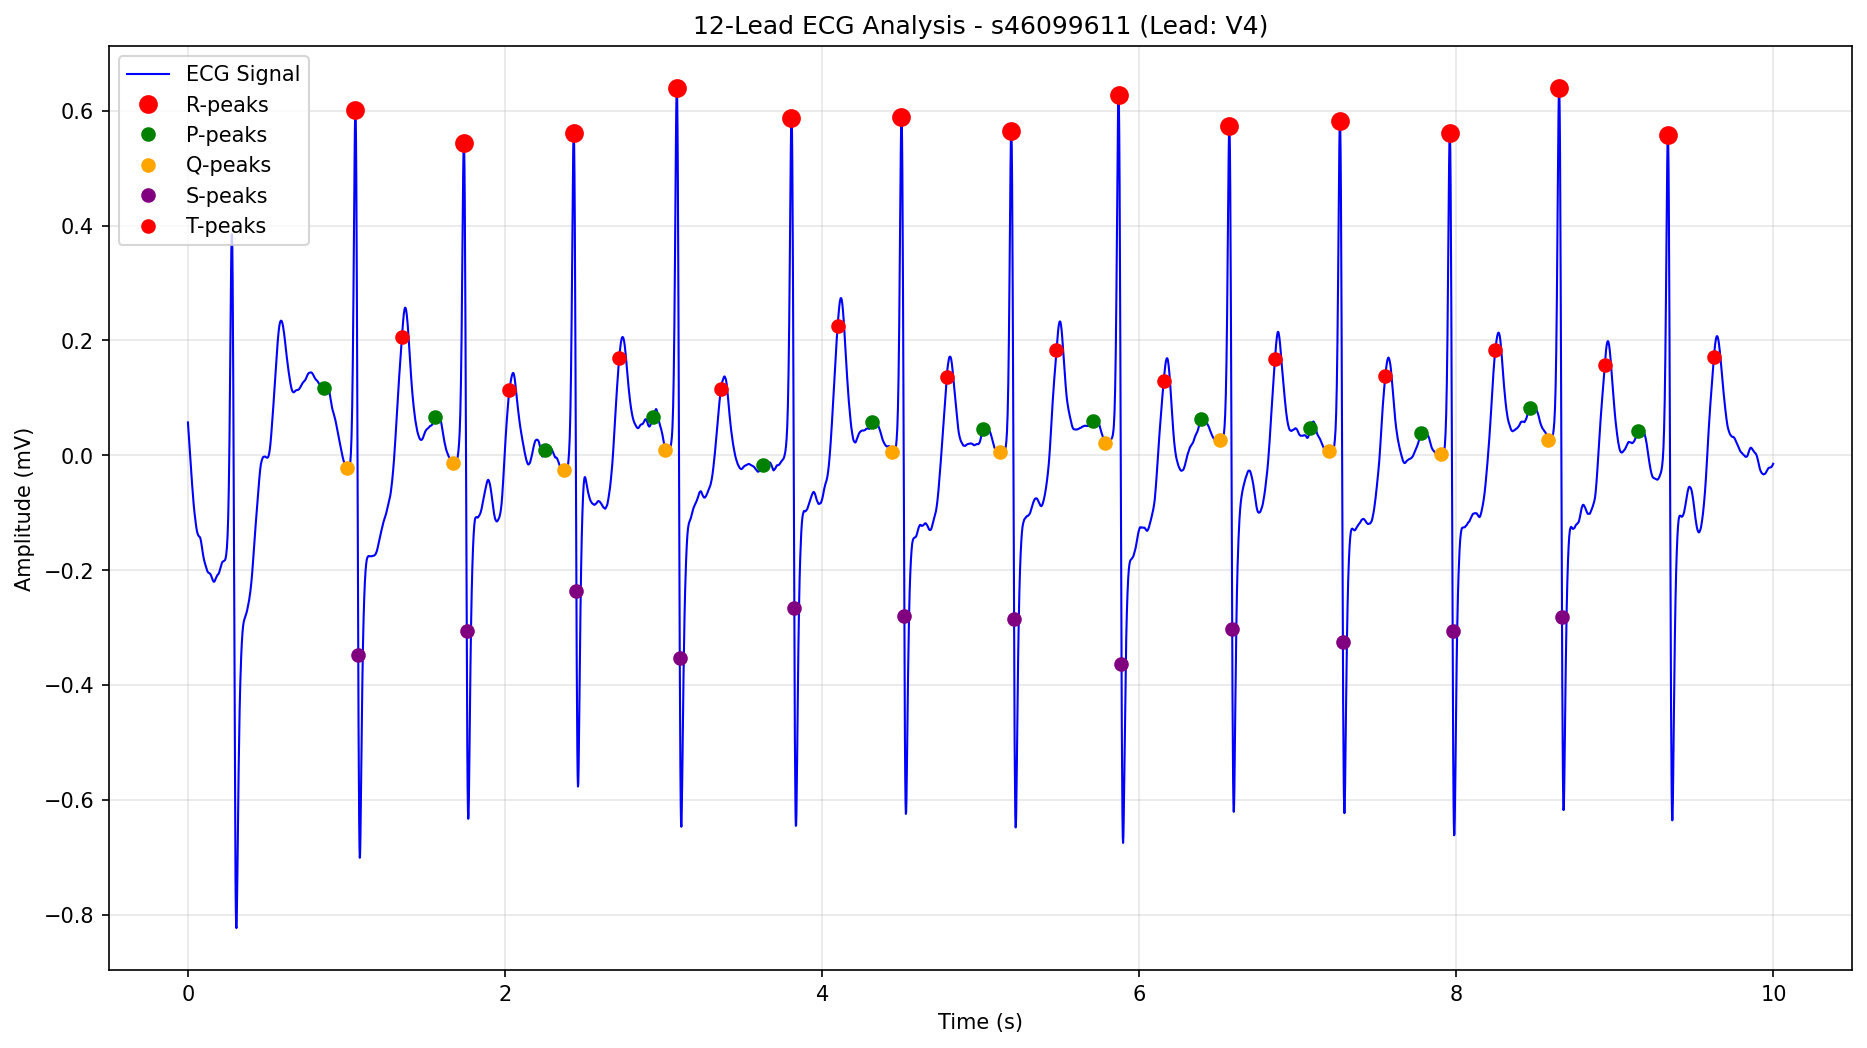 12-Lead ECG Analysis - s46099611 (Lead: V4)
ECG Signal
R-peaks
P-peaks
Q-peaks
S-peaks
T-peaks
Amplitude (mV)
0.6
0.4
0.2
0.0
−0.2
−0.4
−0.6
−0.8
0 2 4 6 8 10
Time (s)